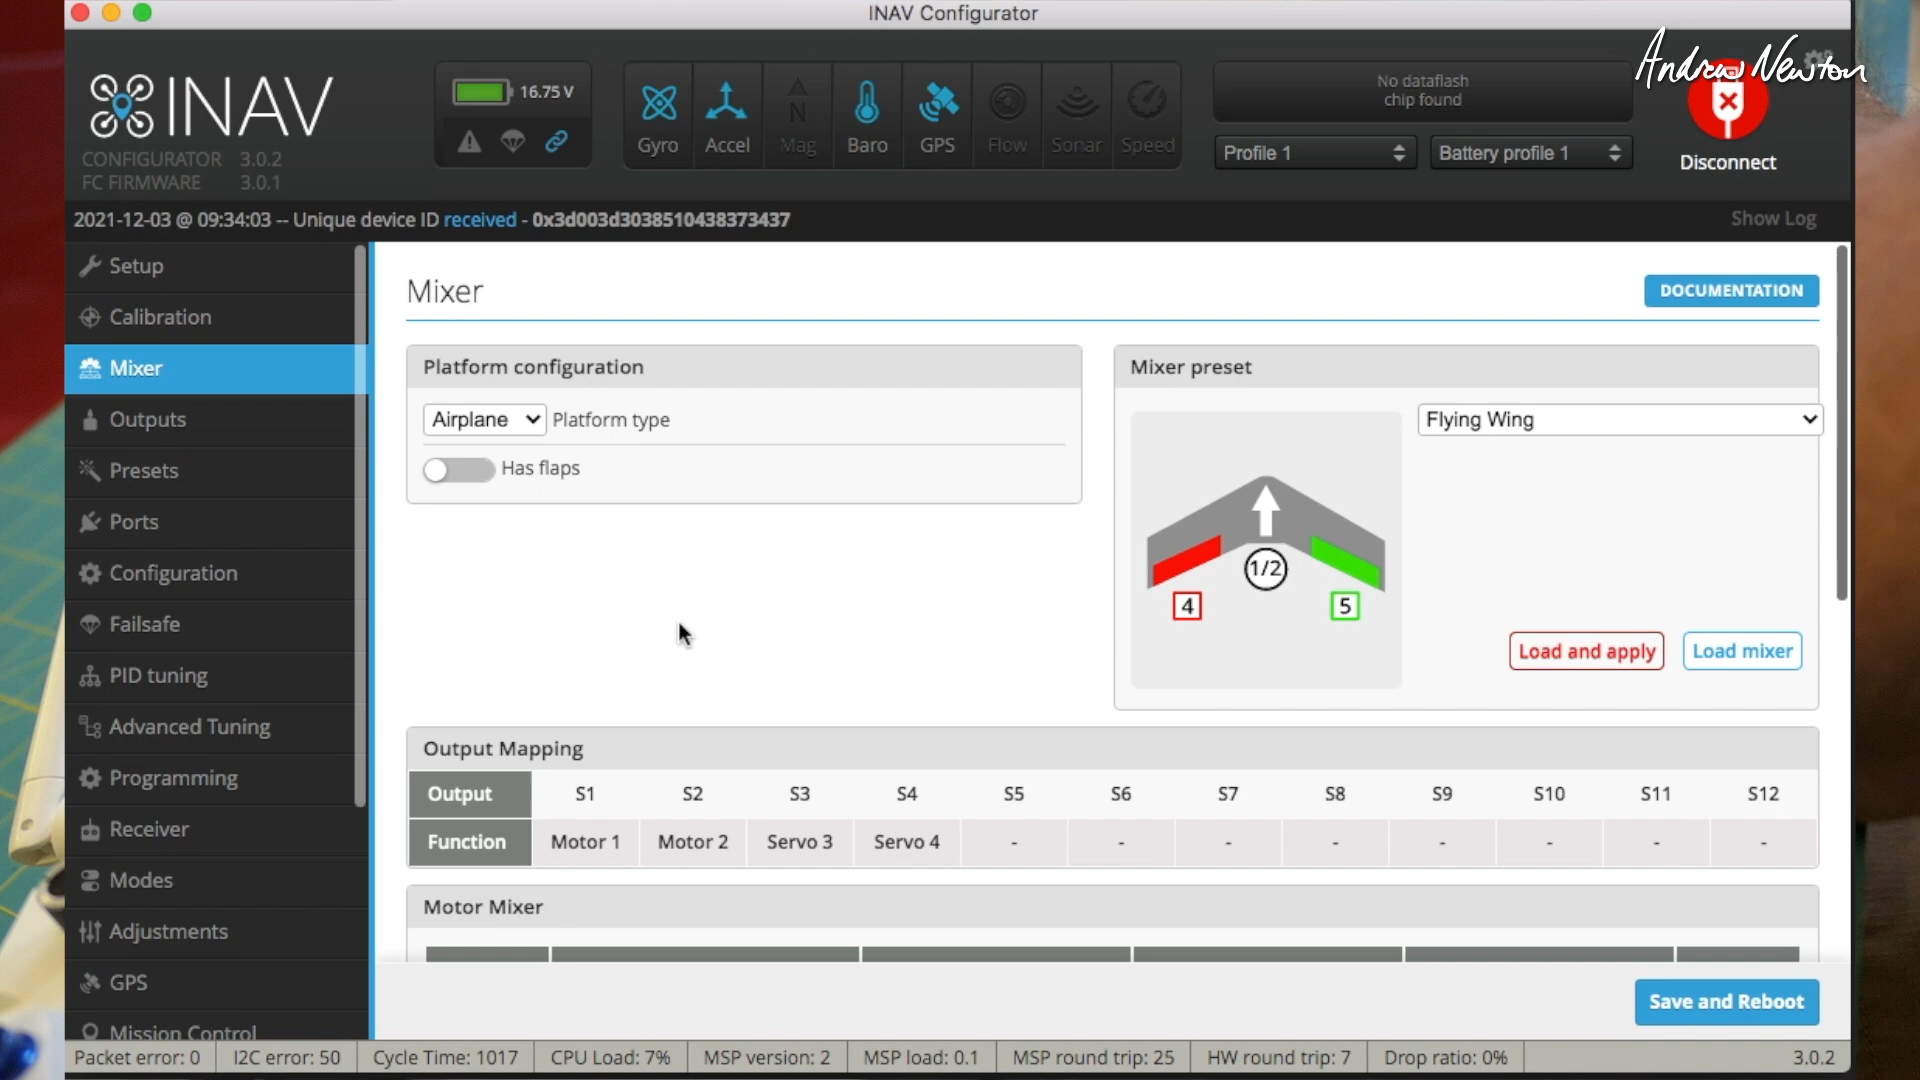 INAV Configurator
Andrew Newton
INAV
CONFIGURATOR 3.0.2
FC FIRMWARE 3.0.1
16.75 V
Gyro Accel Mag Baro GPS Flow Sonar Speed
No dataflash
chip found
Profile 1 Battery profile 1
Disconnect
2021-12-03 @ 09:34:03 -- Unique device ID received - 0x3d003d3038510438373437
Show Log
Setup
Calibration
Mixer
Outputs
Presets
Ports
Configuration
Failsafe
PID tuning
Advanced Tuning
Programming
Receiver
Modes
Adjustments
GPS
Mission Control
Mixer
DOCUMENTATION
Platform configuration
Airplane Platform type
Has flaps
Mixer preset
Flying Wing
1/2
4 5
Load and apply Load mixer
Output Mapping
Output S1 S2 S3 S4 S5 S6 S7 S8 S9 S10 S11 S12
Function Motor 1 Motor 2 Servo 3 Servo 4 - - - - - - - -
Motor Mixer
Save and Reboot
Packet error: 0 I2C error: 50 Cycle Time: 1017 CPU Load: 7% MSP version: 2 MSP load: 0.1 MSP round trip: 25 HW round trip: 7 Drop ratio: 0% 3.0.2